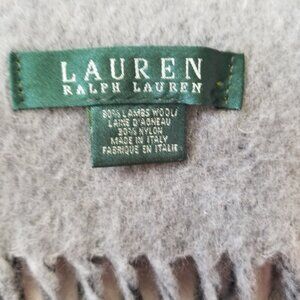 LAUREN
RALPH LAUREN
80% LAMBS WOOL/
LAINE D'AGNEAU
20% NYLON
MADE IN ITALY
FABRIQUE EN ITALIE